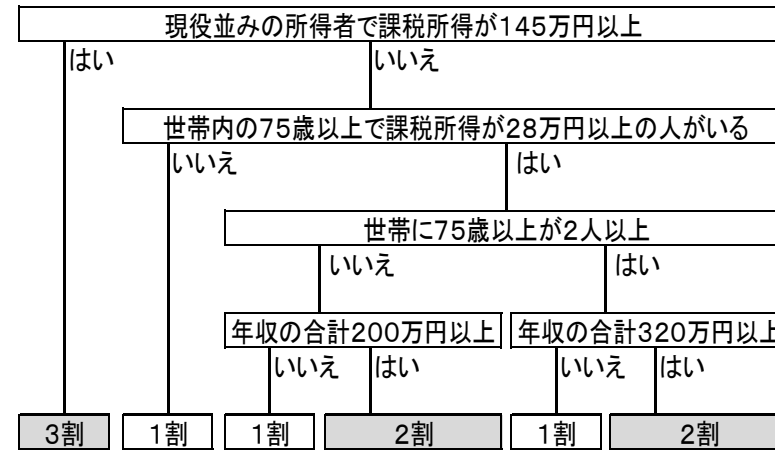 現役並みの所得者で課税所得が145万円以上
はい いいえ
世帯内の75歳以上で課税所得が28万円以上の人がいる
いいえ はい
世帯に75歳以上が2人以上
いいえ はい
年収の合計200万円以上 年収の合計320万円以上
いいえ はい いいえ はい
3割 1割 1割 2割 1割 2割